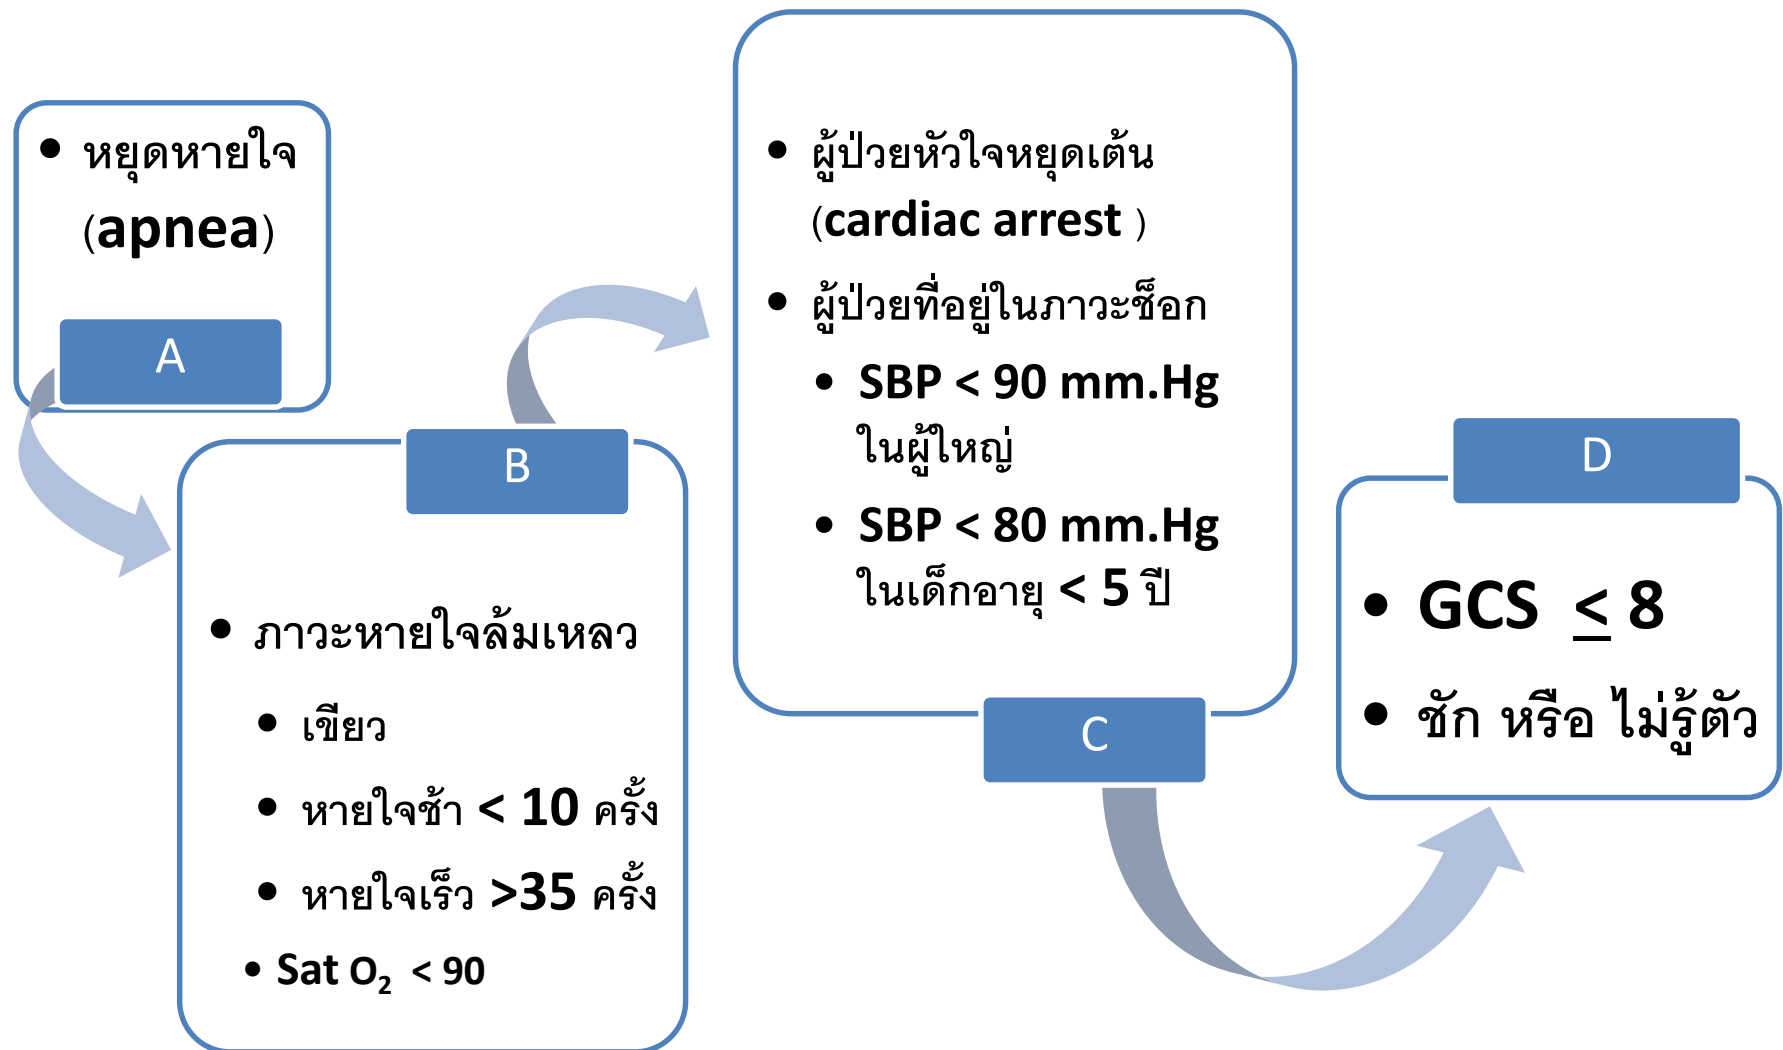 • หยุดหายใจ
(apnea)
A
B
• ภาวะหายใจล้มเหลว
• เขียว
• หายใจช้า < 10 ครั้ง
• หายใจเร็ว >35 ครั้ง
• Sat O₂ < 90
• ผู้ป่วยหัวใจหยุดเต้น
(cardiac arrest )
• ผู้ป่วยที่อยู่ในภาวะช็อก
• SBP < 90 mm.Hg
ในผู้ใหญ่
• SBP < 80 mm.Hg
ในเด็กอายุ < 5 ปี
C
D
• GCS ≤ 8
• ชัก หรือ ไม่รู้ตัว